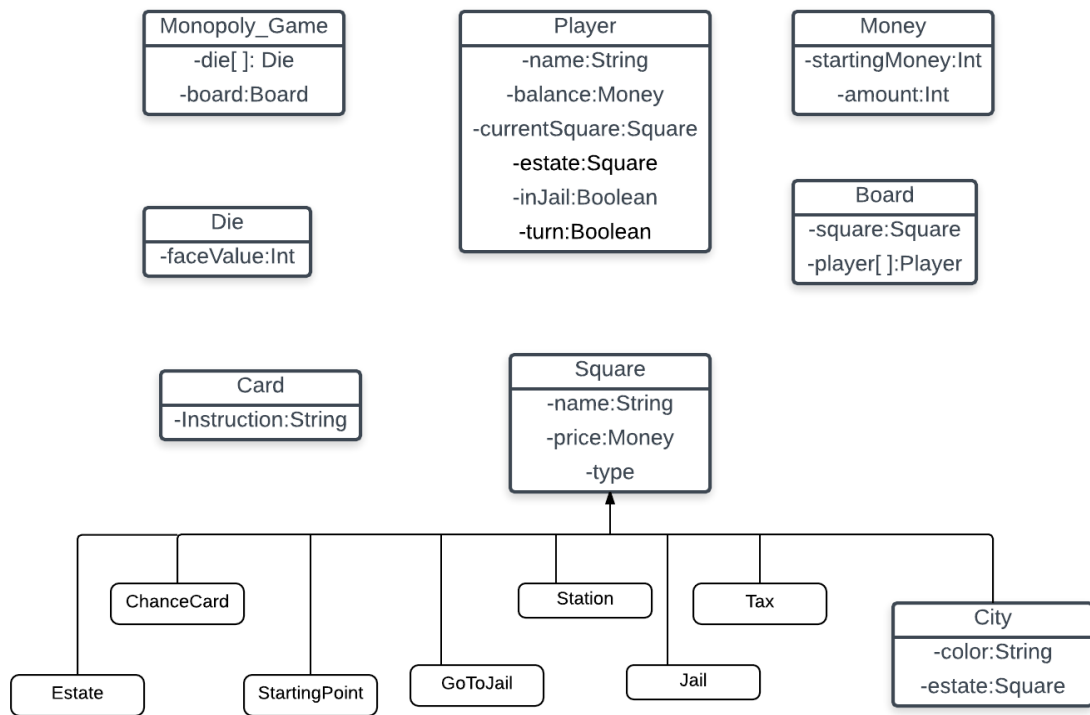 Monopoly_Game
-die[ ]: Die
-board:Board
Player
-name:String
-balance:Money
-currentSquare:Square
-estate:Square
-inJail:Boolean
-turn:Boolean
Money
-startingMoney:Int
-amount:Int
Die
-faceValue:Int
Board
-square:Square
-player[ ]:Player
Card
-Instruction:String
Square
-name:String
-price:Money
-type
ChanceCard
Station
Tax
City
-color:String
-estate:Square
Estate
StartingPoint
GoToJail
Jail